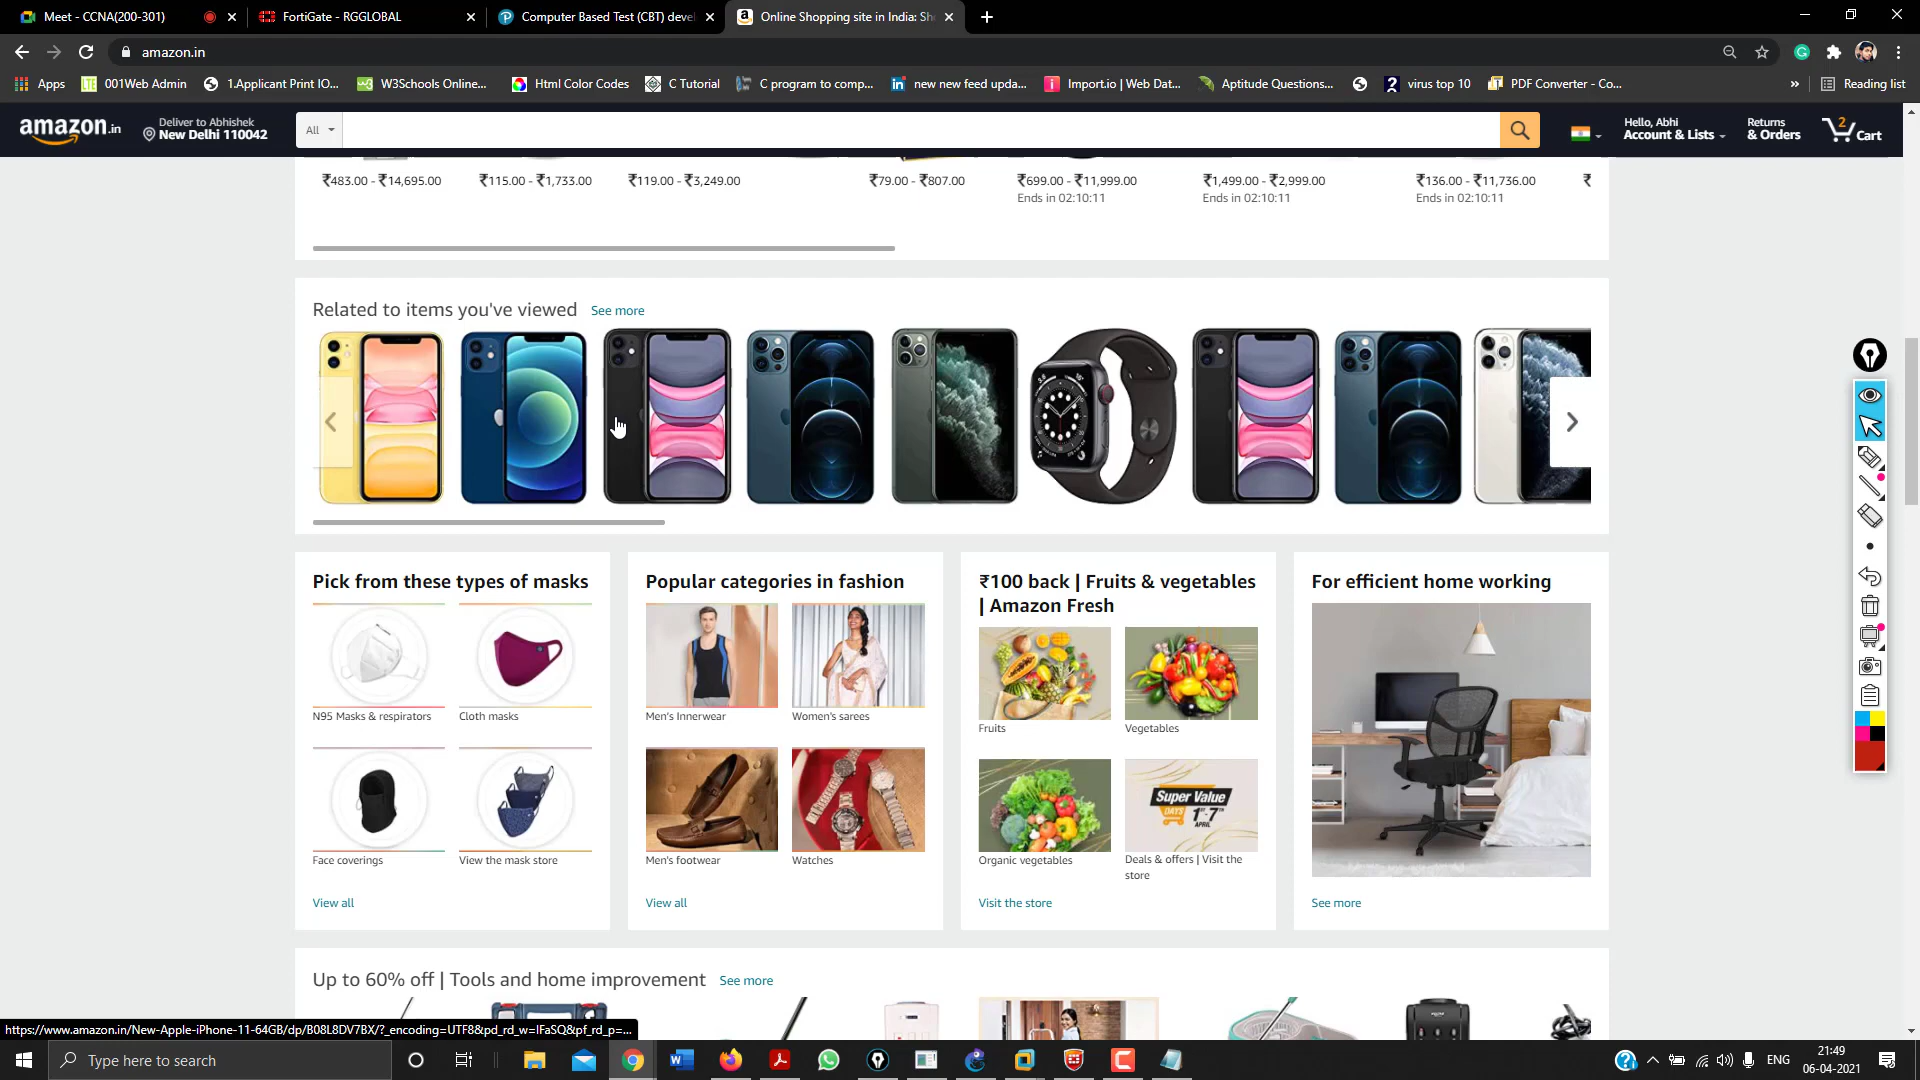 Meet - CCNA(200-301)
FortiGate - RGGLOBAL
Computer Based Test (CBT) deve
Online Shopping site in India: Sh
amazon.in
Apps
001Web Admin
1.Applicant Print IO...
W3Schools Online...
Html Color Codes
C Tutorial
C program to comp...
new new feed upda...
Import.io | Web Dat...
Aptitude Questions...
virus top 10
PDF Converter - Co...
Reading list
amazon.in
Deliver to Abhishek
New Delhi 110042
All
Hello, Abhi
Account & Lists
Returns
& Orders
2
Cart
₹483.00 - ₹14,695.00
₹115.00 - ₹1,733.00
₹119.00 - ₹3,249.00
₹79.00 - ₹807.00
₹699.00 - ₹11,999.00
Ends in 02:10:11
₹1,499.00 - ₹2,999.00
Ends in 02:10:11
₹136.00 - ₹11,736.00
Ends in 02:10:11
₹
Related to items you've viewed See more
Pick from these types of masks
N95 Masks & respirators
Cloth masks
Face coverings
View the mask store
View all
Popular categories in fashion
Men's Innerwear
Women's sarees
Men's footwear
Watches
View all
₹100 back | Fruits & vegetables
| Amazon Fresh
Fruits
Vegetables
Organic vegetables
Super Value
DAYS 1ST - 7TH
APRIL
Deals & offers | Visit the
store
Visit the store
For efficient home working
See more
Up to 60% off | Tools and home improvement See more
https://www.amazon.in/New-Apple-iPhone-11-64GB/dp/B08L8DV7BX/?_encoding=UTF8&pd_rd_w=lFaSQ&pf_rd_p=...
Type here to search
ENG
21:49
06-04-2021